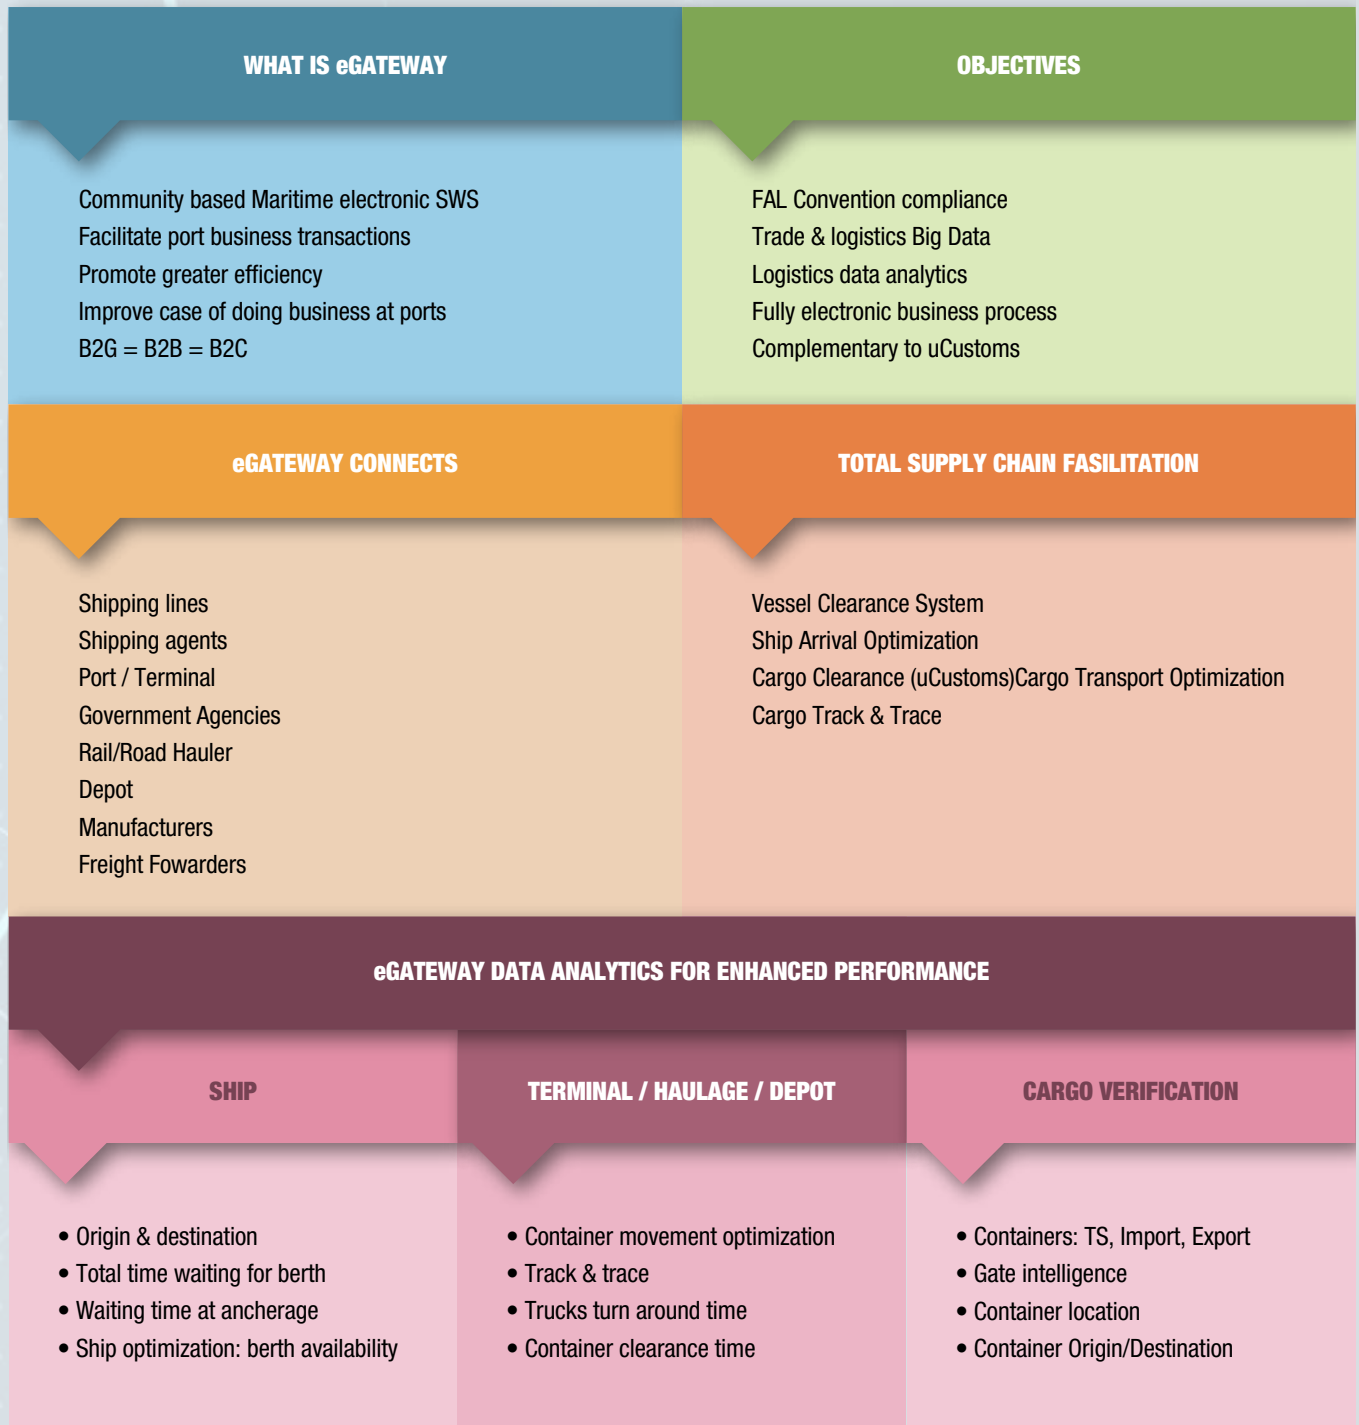 WHAT IS eGATEWAY
Community based Maritime electronic SWS
Facilitate port business transactions
Promote greater efficiency
Improve case of doing business at ports
B2G = B2B = B2C
OBJECTIVES
FAL Convention compliance
Trade & logistics Big Data
Logistics data analytics
Fully electronic business process
Complementary to uCustoms
eGATEWAY CONNECTS
Shipping lines
Shipping agents
Port / Terminal
Government Agencies
Rail/Road Hauler
Depot
Manufacturers
Freight Fowarders
TOTAL SUPPLY CHAIN FASILITATION
Vessel Clearance System
Ship Arrival Optimization
Cargo Clearance (uCustoms)Cargo Transport Optimization
Cargo Track & Trace
eGATEWAY DATA ANALYTICS FOR ENHANCED PERFORMANCE
SHIP
• Origin & destination
• Total time waiting for berth
• Waiting time at ancherage
• Ship optimization: berth availability
TERMINAL / HAULAGE / DEPOT
• Container movement optimization
• Track & trace
• Trucks turn around time
• Container clearance time
CARGO VERIFICATION
• Containers: TS, Import, Export
• Gate intelligence
• Container location
• Container Origin/Destination